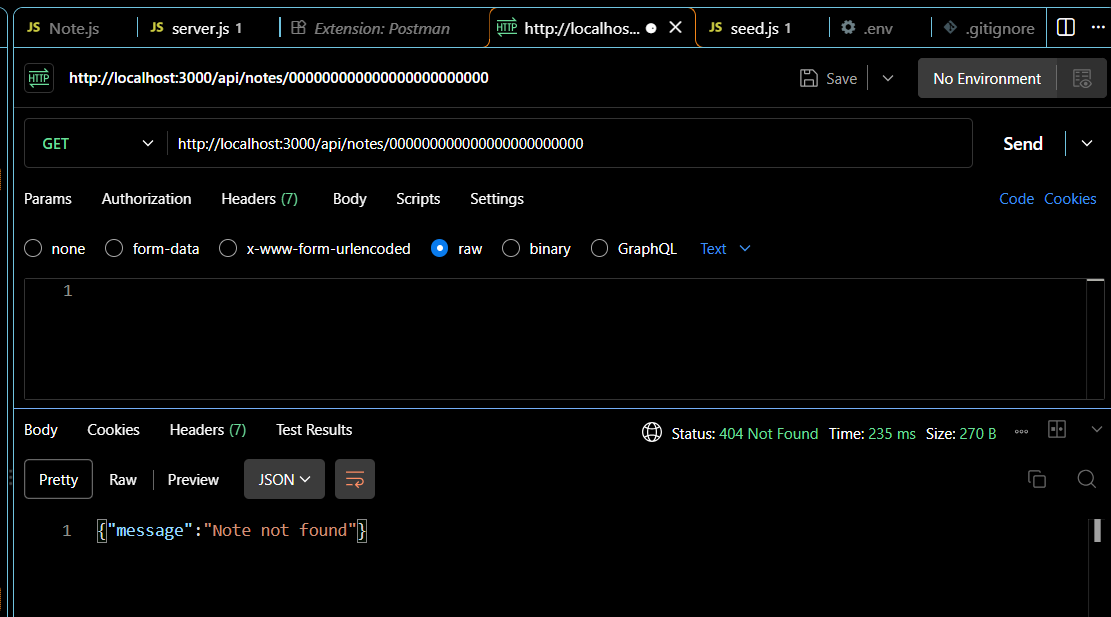 JS Note.js JS server.js 1 Extension: Postman HTTP http://localhos... JS seed.js 1 .env .gitignore
HTTP http://localhost:3000/api/notes/000000000000000000000000 Save No Environment
GET http://localhost:3000/api/notes/000000000000000000000000 Send
Params Authorization Headers (7) Body Scripts Settings Code Cookies
none form-data x-www-form-urlencoded raw binary GraphQL Text
1
Body Cookies Headers (7) Test Results Status: 404 Not Found Time: 235 ms Size: 270 B
Pretty Raw Preview JSON
1 {"message":"Note not found"}